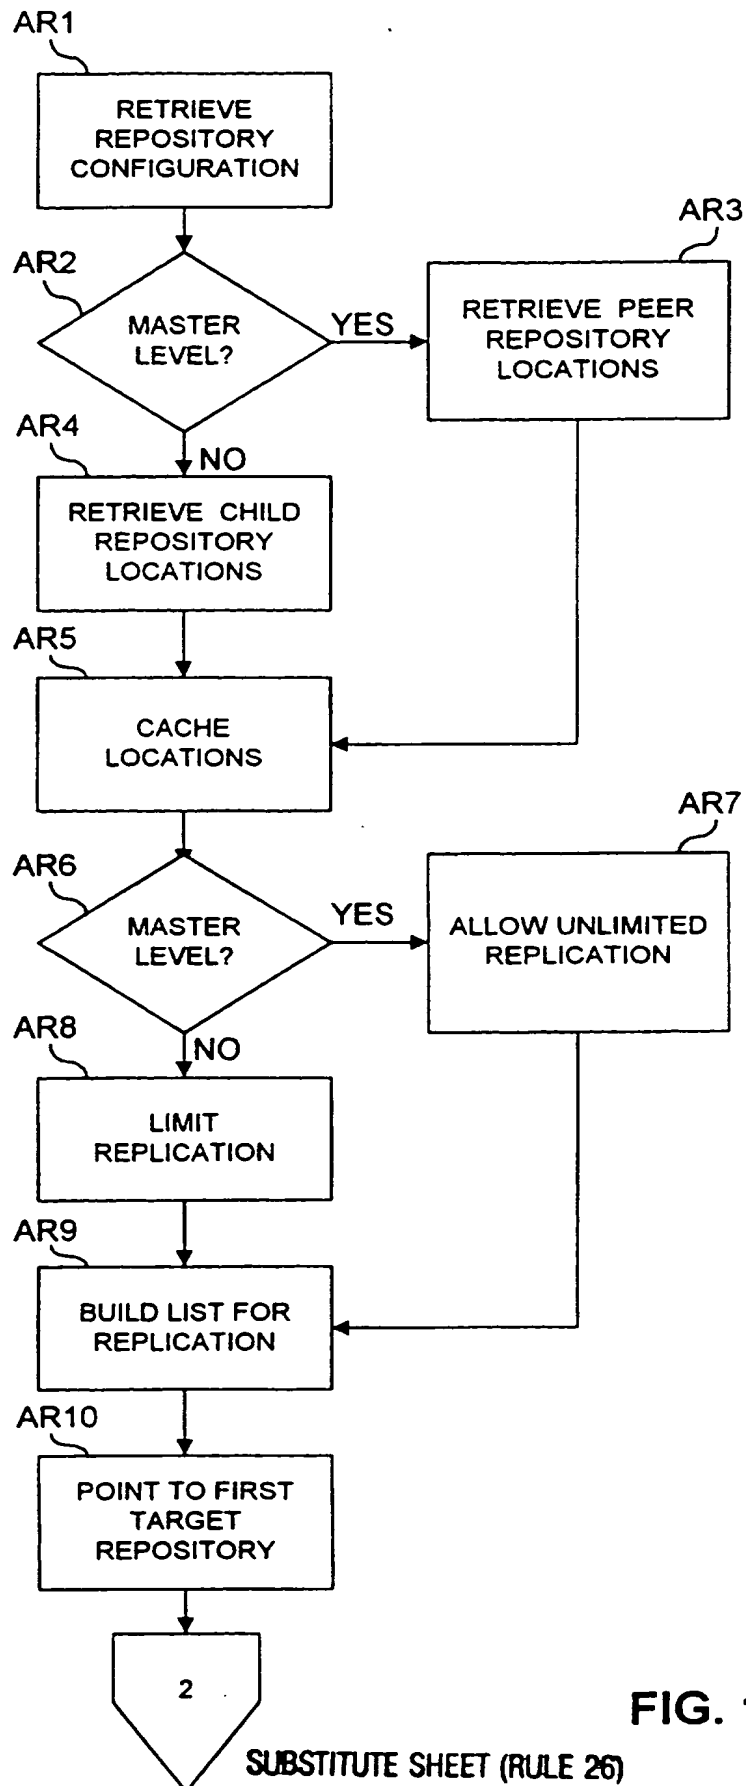 AR1
RETRIEVE
REPOSITORY
CONFIGURATION
AR2
MASTER
LEVEL?
YES
AR3
RETRIEVE PEER
REPOSITORY
LOCATIONS
NO
AR4
RETRIEVE CHILD
REPOSITORY
LOCATIONS
AR5
CACHE
LOCATIONS
AR6
MASTER
LEVEL?
YES
AR7
ALLOW UNLIMITED
REPLICATION
NO
AR8
LIMIT
REPLICATION
AR9
BUILD LIST FOR
REPLICATION
AR10
POINT TO FIRST
TARGET
REPOSITORY
2
FIG.
SUBSTITUTE SHEET (RULE 26)